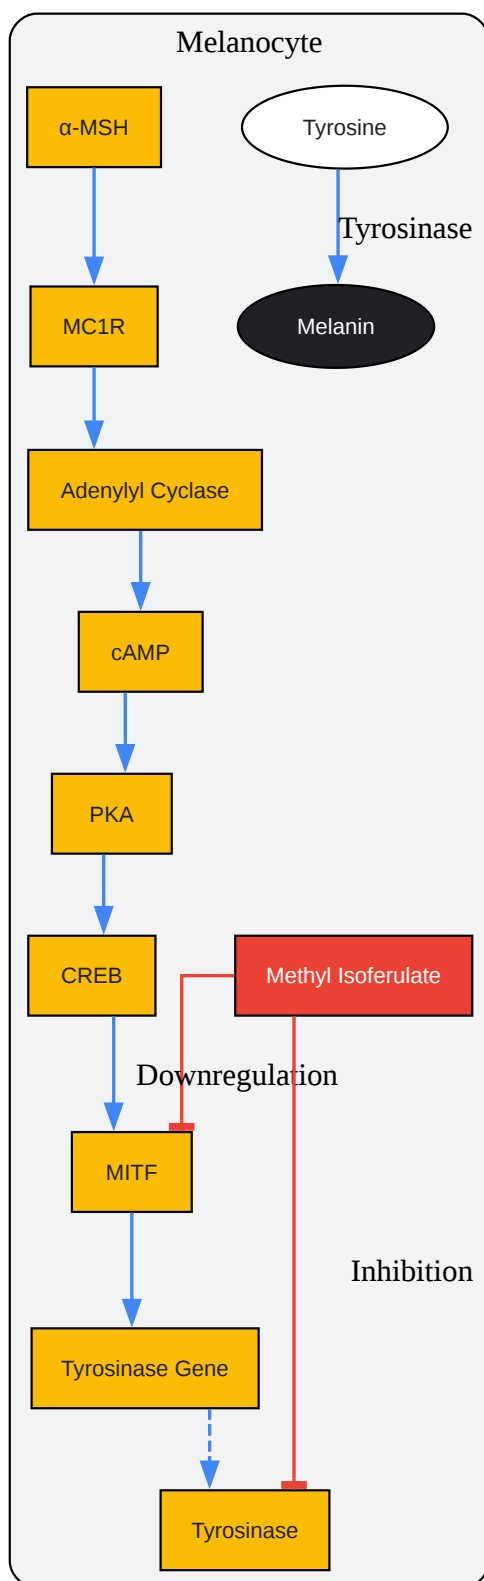 Melanocyte
α-MSH
Tyrosine
Tyrosinase
MC1R
Melanin
Adenylyl Cyclase
cAMP
PKA
CREB
Methyl Isoferulate
Downregulation
MITF
Inhibition
Tyrosinase Gene
Tyrosinase